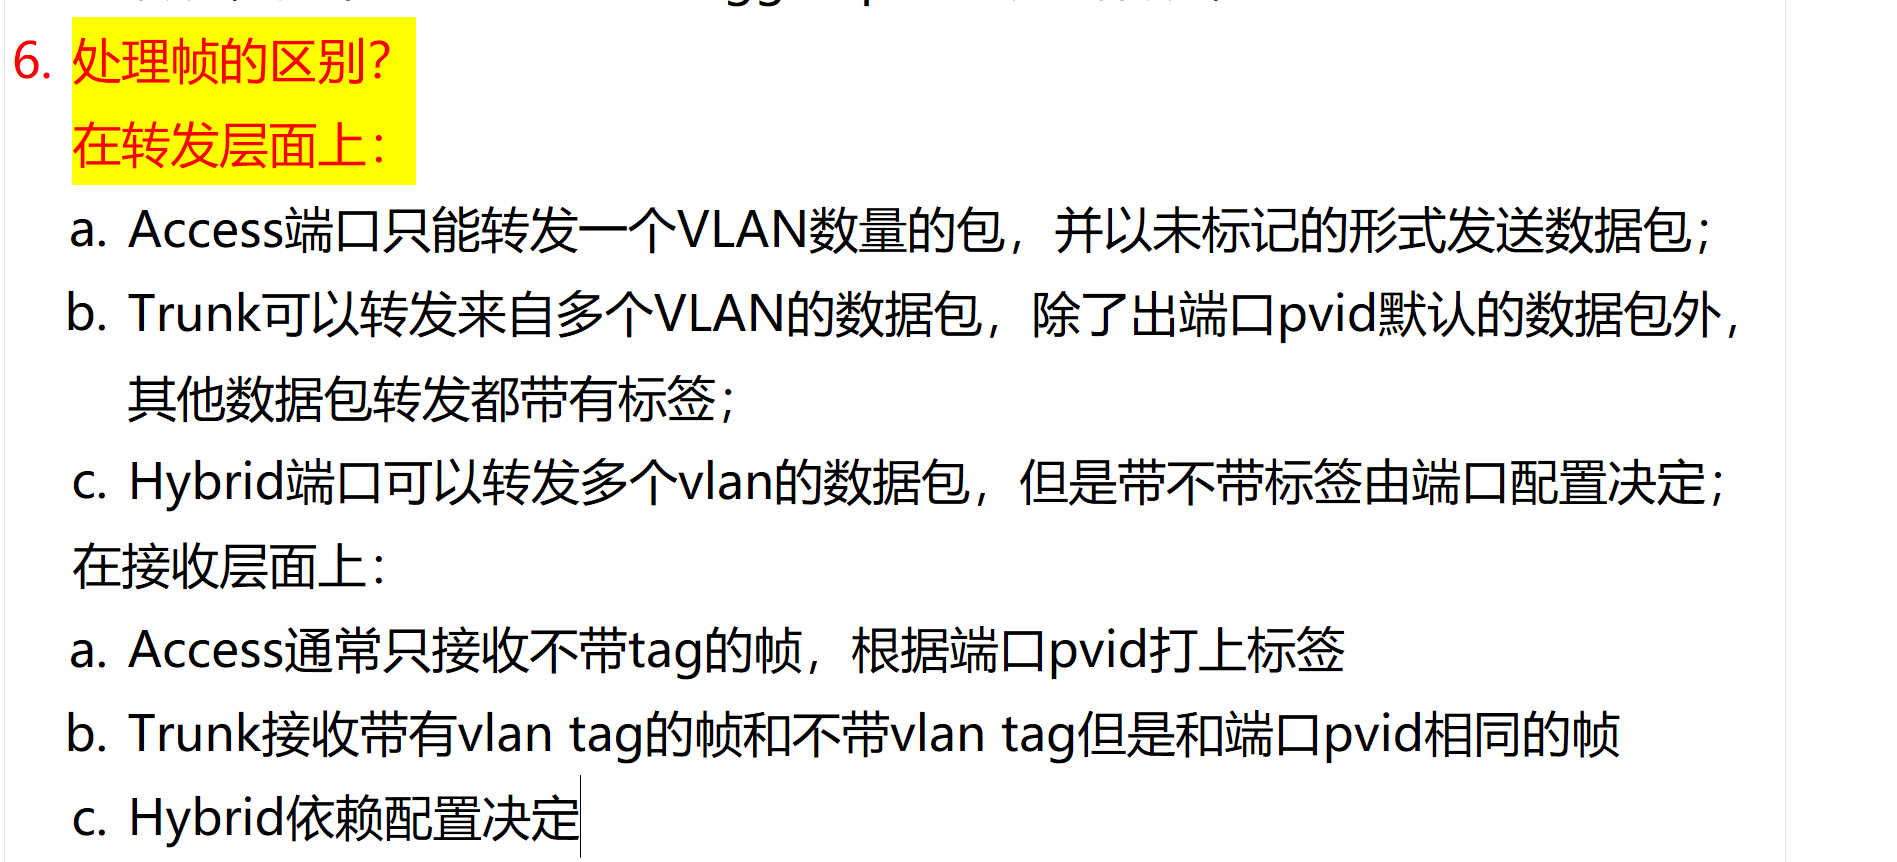 6. 处理帧的区别？
在转发层面上：
a. Access端口只能转发一个VLAN数量的包，并以未标记的形式发送数据包；
b. Trunk可以转发来自多个VLAN的数据包，除了出端口pvid默认的数据包外，
其他数据包转发都带有标签；
c. Hybrid端口可以转发多个vlan的数据包，但是带不带标签由端口配置决定；
在接收层面上：
a. Access通常只接收不带tag的帧，根据端口pvid打上标签
b. Trunk接收带有vlan tag的帧和不带vlan tag但是和端口pvid相同的帧
c. Hybrid依赖配置决定